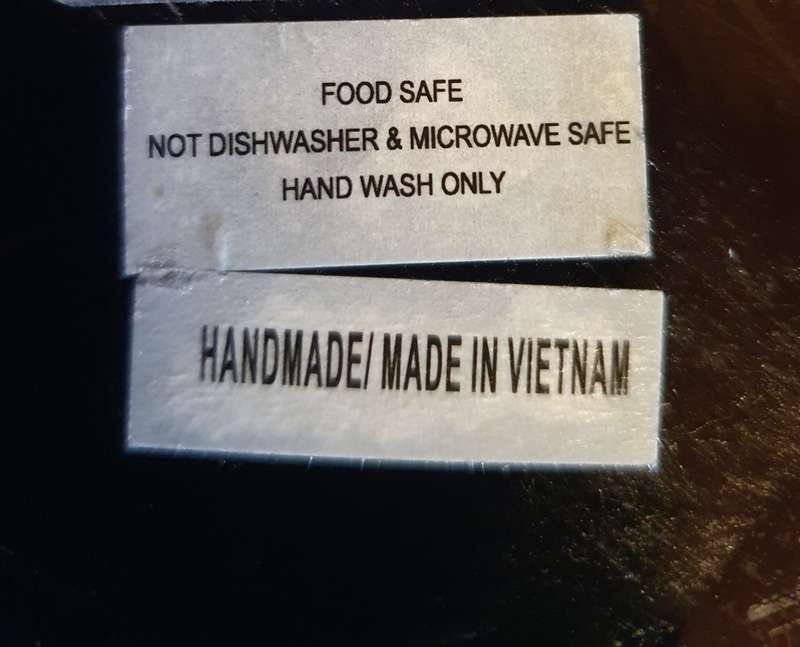 FOOD SAFE
NOT DISHWASHER & MICROWAVE SAFE
HAND WASH ONLY
HANDMADE/ MADE IN VIETNAM